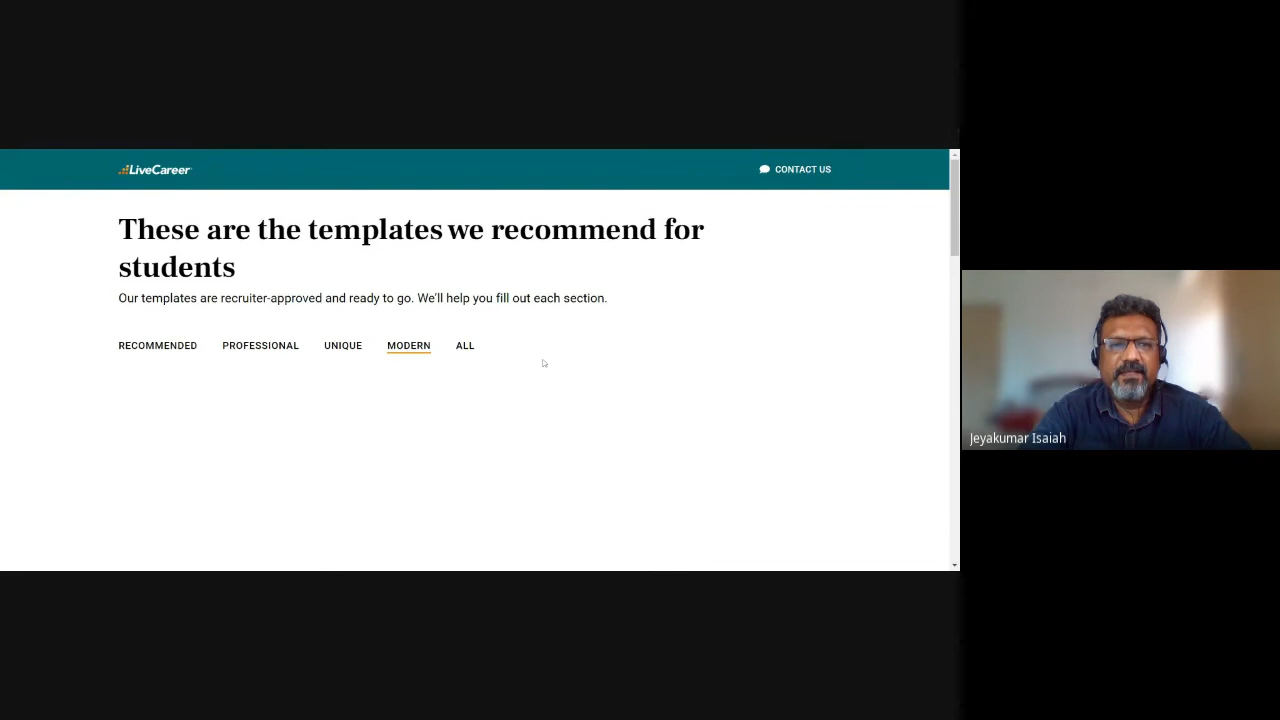 LiveCareer
CONTACT US
These are the templates we recommend for
students
Our templates are recruiter-approved and ready to go. We'll help you fill out each section.
RECOMMENDED PROFESSIONAL UNIQUE MODERN ALL
Jeyakumar Isaiah